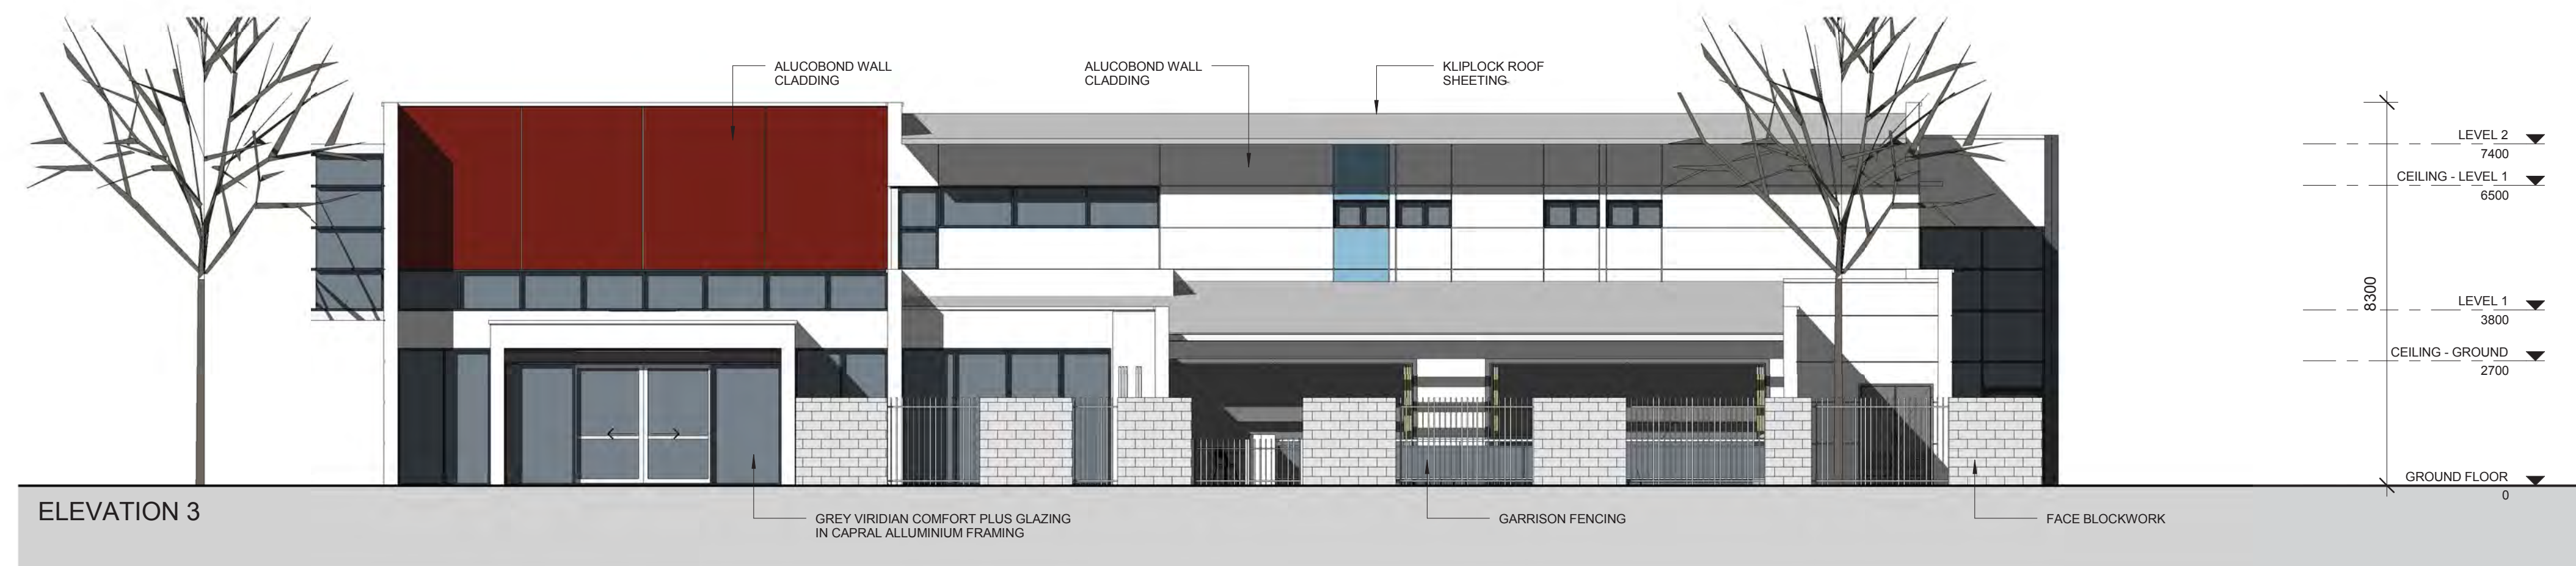 ALUCOBOND WALL
CLADDING
ALUCOBOND WALL
CLADDING
KLIPLOCK ROOF
SHEETING
LEVEL 2
7400
CEILING - LEVEL 1
6500
8300
LEVEL 1
3800
CEILING - GROUND
2700
GROUND FLOOR
0
ELEVATION 3
GREY VIRIDIAN COMFORT PLUS GLAZING
IN CAPRAL ALLUMINIUM FRAMING
GARRISON FENCING
FACE BLOCKWORK